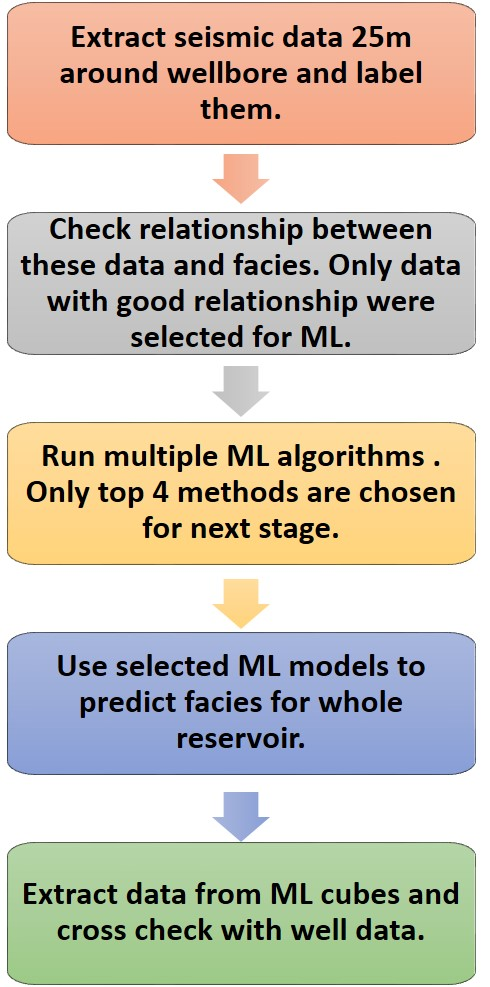 Extract seismic data 25m
around wellbore and label
them.
Check relationship between
these data and facies. Only data
with good relationship were
selected for ML.
Run multiple ML algorithms .
Only top 4 methods are chosen
for next stage.
Use selected ML models to
predict facies for whole
reservoir.
Extract data from ML cubes and
cross check with well data.